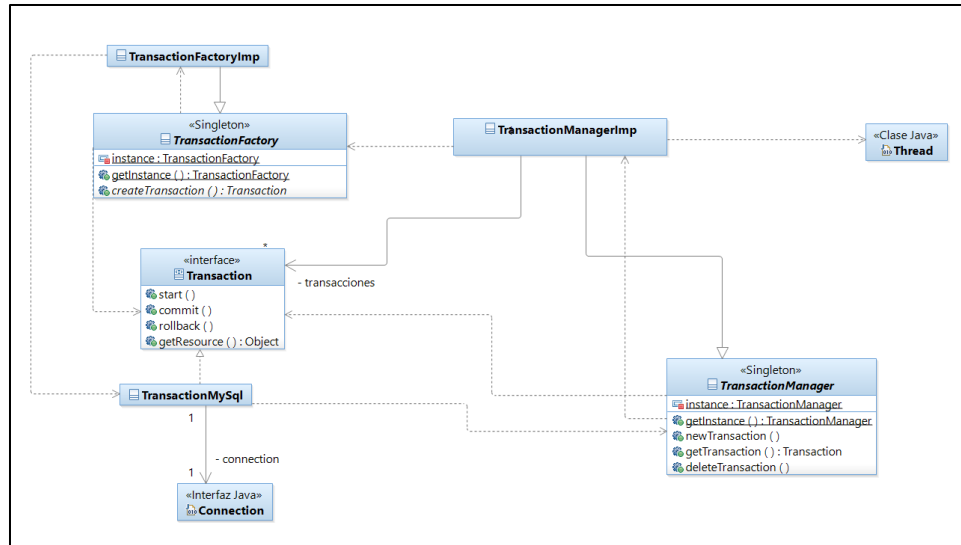 TransactionFactoryImp
«Singleton»
TransactionFactory
instance : TransactionFactory
getInstance ( ) : TransactionFactory
createTransaction ( ) : Transaction
TransactionManagerImp
«Clase Java»
Thread
*
«interface»
Transaction
start ( )
commit ( )
rollback ( )
getResource ( ) : Object
- transacciones
TransactionMySql
1
- connection
1
«Interfaz Java»
Connection
«Singleton»
TransactionManager
instance : TransactionManager
getInstance ( ) : TransactionManager
newTransaction ( )
getTransaction ( ) : Transaction
deleteTransaction ( )